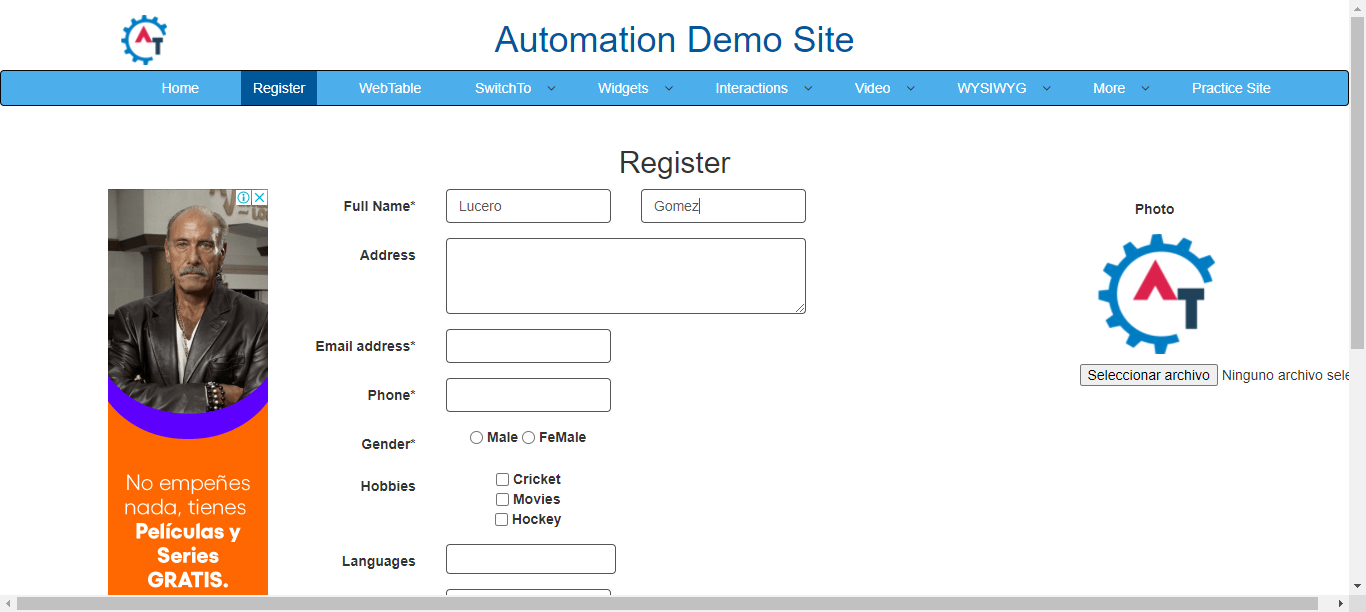 Automation Demo Site
Home Register WebTable SwitchTo Widgets Interactions Video WYSIWYG More Practice Site
Register
Full Name* Lucero Gomez
Photo
Address
Email address*
Seleccionar archivo Ninguno archivo sele
Phone*
Gender* Male FeMale
Hobbies Cricket
Movies
Hockey
Languages
No empeñes
nada, tienes
Películas y
Series
GRATIS.